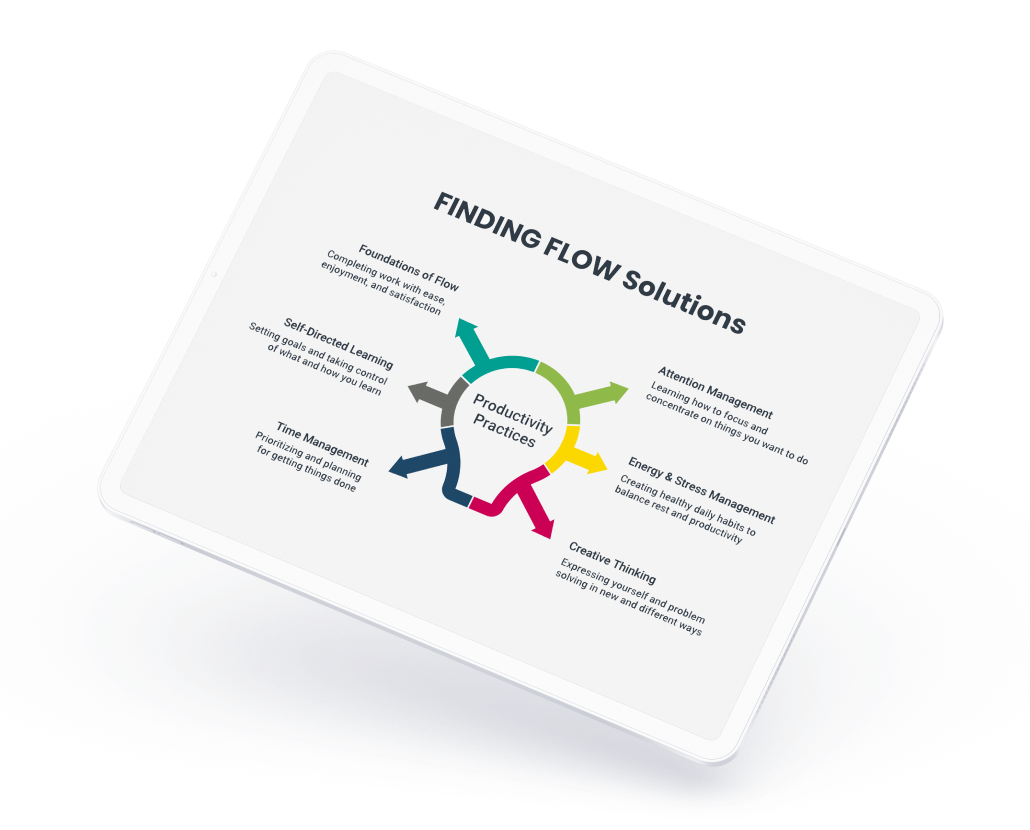 FINDING FLOW Solutions
Foundations of Flow
Completing work with ease,
enjoyment, and satisfaction
Self-Directed Learning
Setting goals and taking control
of what and how you learn
Time Management
Prioritizing and planning
for getting things done
Productivity
Practices
Attention Management
Learning how to focus and
concentrate on things you want to do
Energy & Stress Management
Creating healthy daily habits to
balance rest and productivity
Creative Thinking
Expressing yourself and problem
solving in new and different ways